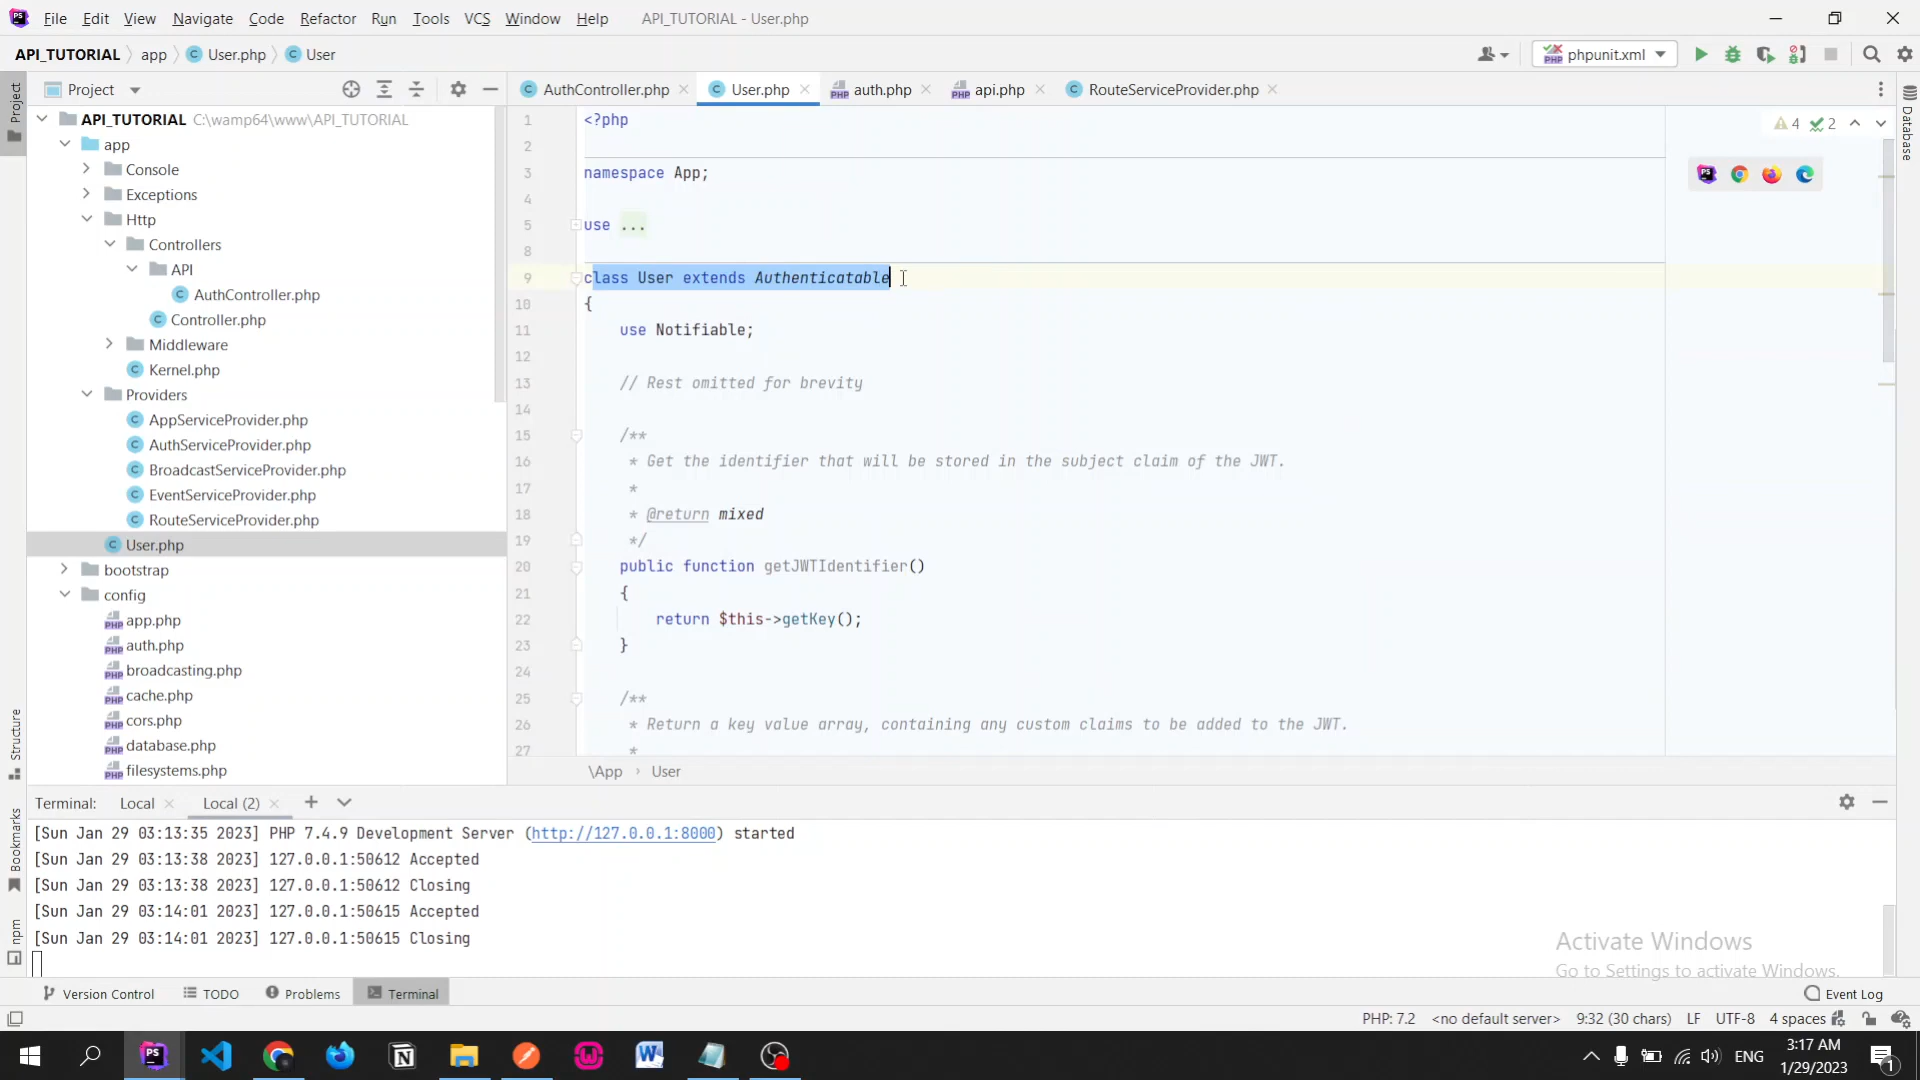 File Edit View Navigate Code Refactor Run Tools VCS Window Help API_TUTORIAL - User.php
API_TUTORIAL app User.php User phpunit.xml
Project
Project
AuthController.php User.php auth.php api.php RouteServiceProvider.php
Database
API_TUTORIAL C:\wamp64\www\API_TUTORIAL
app
Console
Exceptions
Http
Controllers
API
AuthController.php
Controller.php
Middleware
Kernel.php
Providers
AppServiceProvider.php
AuthServiceProvider.php
BroadcastServiceProvider.php
EventServiceProvider.php
RouteServiceProvider.php
User.php
bootstrap
config
app.php
auth.php
broadcasting.php
cache.php
cors.php
database.php
filesystems.php
4 2
1 <?php
2
3 namespace App;
4
5 use ...
8
9 class User extends Authenticatable
10 {
11 use Notifiable;
12
13 // Rest omitted for brevity
14
15 /**
16 * Get the identifier that will be stored in the subject claim of the JWT.
17 *
18 * @return mixed
19 */
20 public function getJWTIdentifier()
21 {
22 return $this->getKey();
23 }
24
25 /**
26 * Return a key value array, containing any custom claims to be added to the JWT.
27 *
\App › User
Structure
Bookmarks
npm
Terminal: Local Local (2)
[Sun Jan 29 03:13:35 2023] PHP 7.4.9 Development Server (http://127.0.0.1:8000) started
[Sun Jan 29 03:13:38 2023] 127.0.0.1:50612 Accepted
[Sun Jan 29 03:13:38 2023] 127.0.0.1:50612 Closing
[Sun Jan 29 03:14:01 2023] 127.0.0.1:50615 Accepted
[Sun Jan 29 03:14:01 2023] 127.0.0.1:50615 Closing
Activate Windows
Go to Settings to activate Windows.
Version Control TODO Problems Terminal Event Log
PHP: 7.2 <no default server> 9:32 (30 chars) LF UTF-8 4 spaces
ENG 3:17 AM
1/29/2023 1